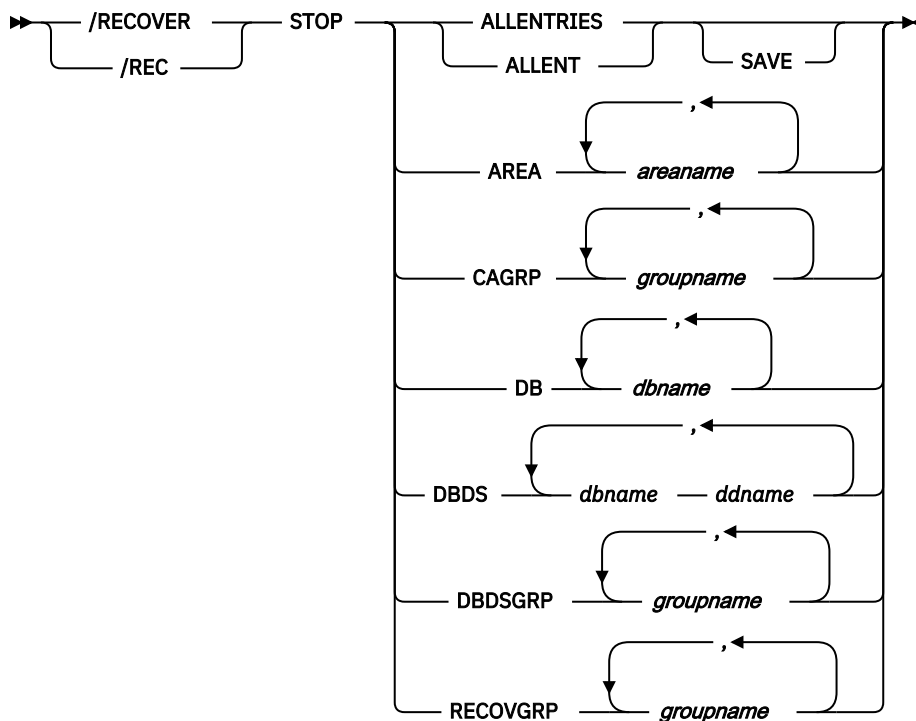 /RECOVER STOP ALLENTRIES
/REC ALLENT SAVE
,
AREA areaname
,
CAGRP groupname
,
DB dbname
,
DBDS dbname ddname
,
DBDSGRP groupname
,
RECOVGRP groupname